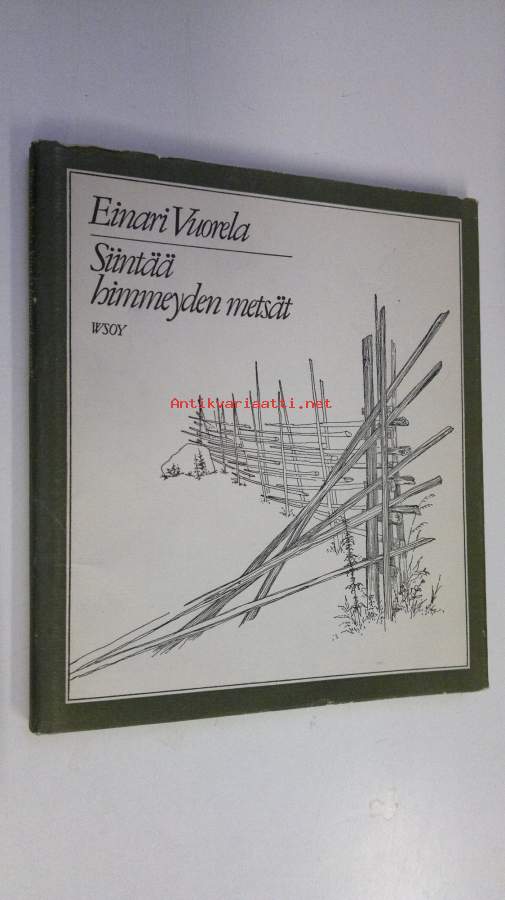 Einari Vuorela
Siintää
himmeyden metsät
WSOY
Antikvariaatti.net